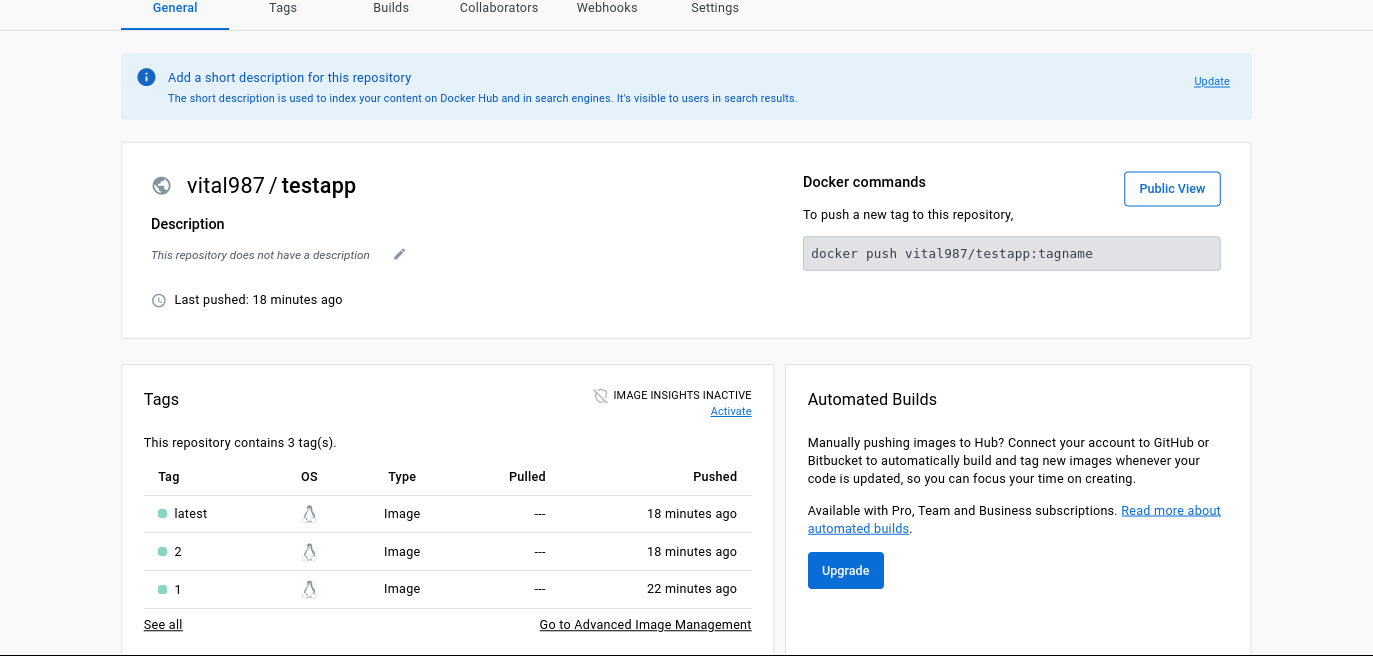 General Tags Builds Collaborators Webhooks Settings
Add a short description for this repository
Update
The short description is used to index your content on Docker Hub and in search engines. It's visible to users in search results.
vital987 / testapp
Description
This repository does not have a description
Last pushed: 18 minutes ago
Docker commands
Public View
To push a new tag to this repository,
docker push vital987/testapp:tagname
Tags
IMAGE INSIGHTS INACTIVE
Activate
This repository contains 3 tag(s).
Tag OS Type Pulled Pushed
latest Image --- 18 minutes ago
2 Image --- 18 minutes ago
1 Image --- 22 minutes ago
See all Go to Advanced Image Management
Automated Builds
Manually pushing images to Hub? Connect your account to GitHub or
Bitbucket to automatically build and tag new images whenever your
code is updated, so you can focus your time on creating.
Available with Pro, Team and Business subscriptions. Read more about
automated builds.
Upgrade